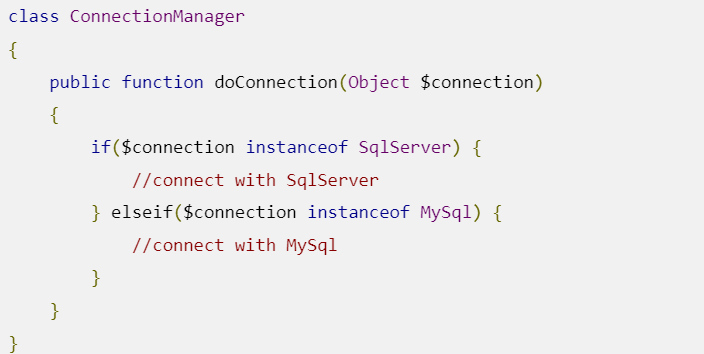 class ConnectionManager
{
    public function doConnection(Object $connection)
    {
        if($connection instanceof SqlServer) {
            //connect with SqlServer
        } elseif($connection instanceof MySql) {
            //connect with MySql
        }
    }
}